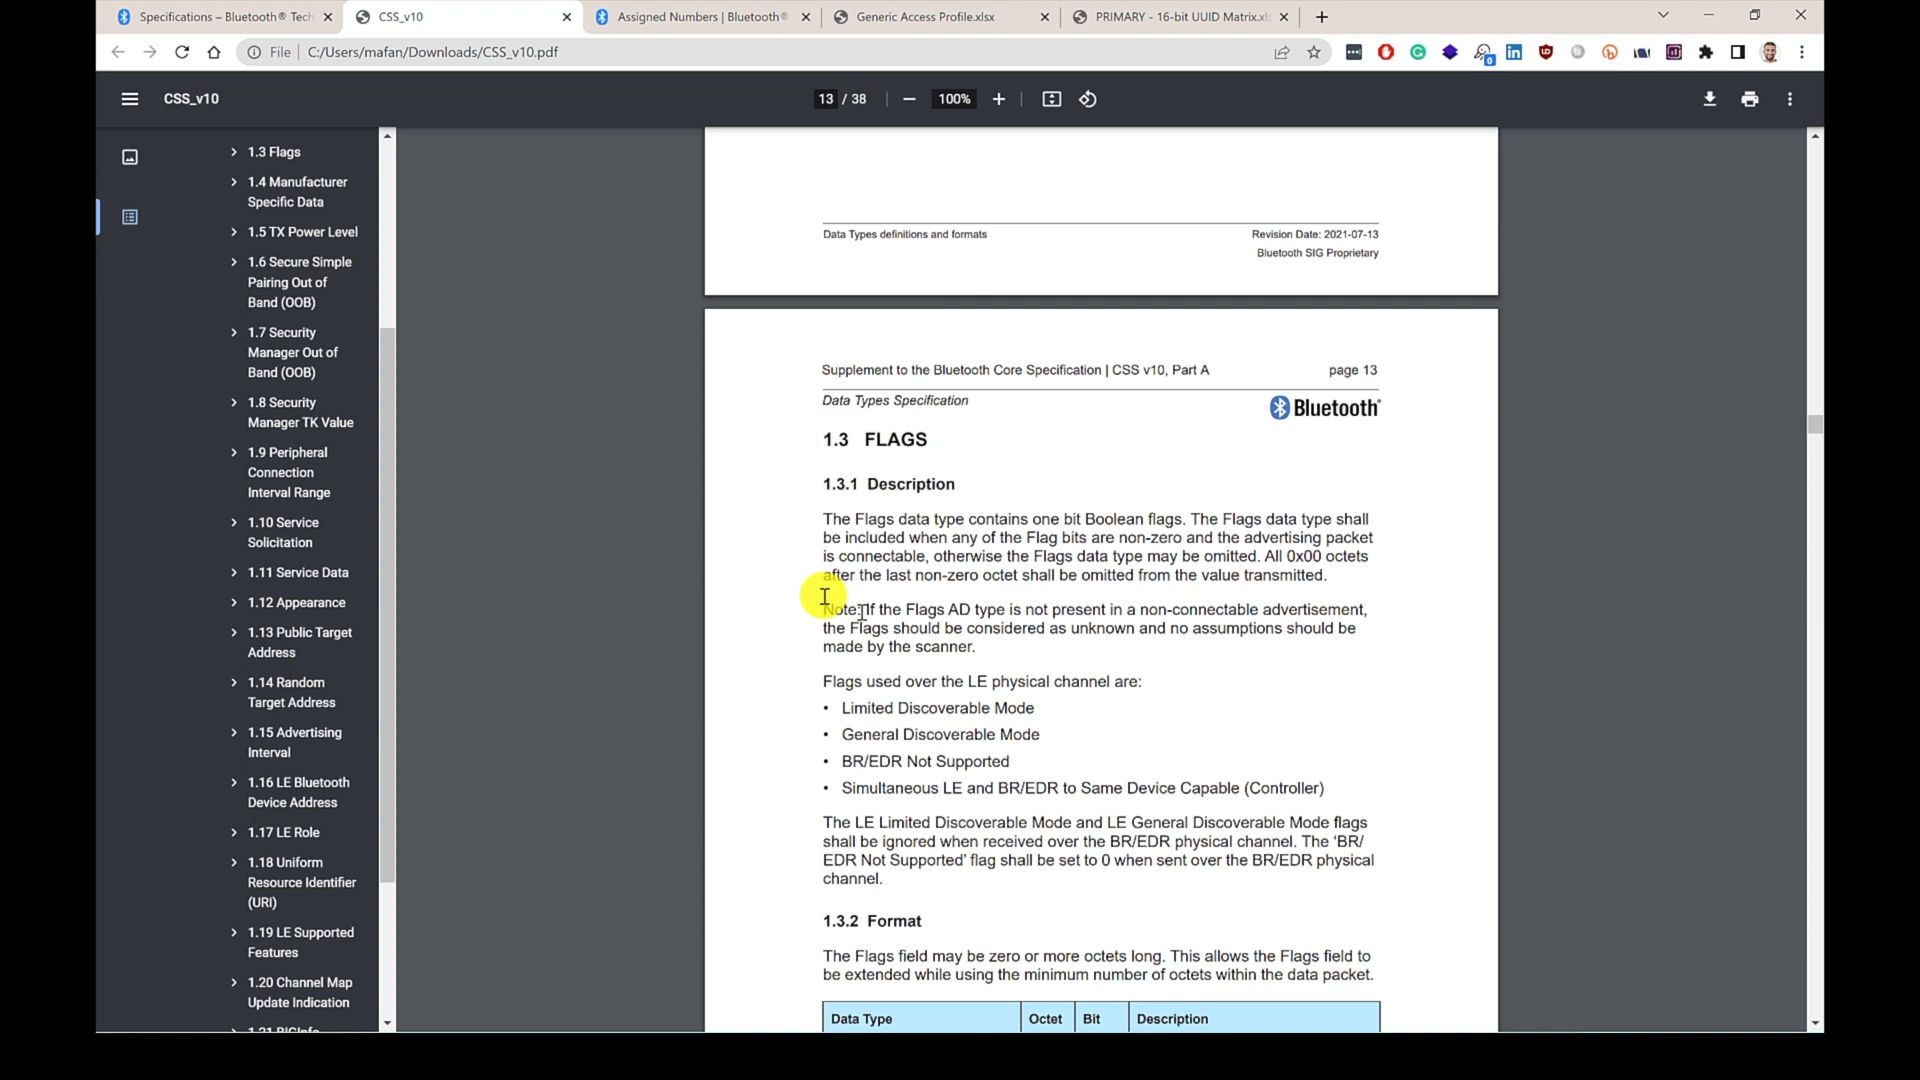 Specifications – Bluetooth® Tech
CSS_v10
Assigned Numbers | Bluetooth®
Generic Access Profile.xlsx
PRIMARY - 16-bit UUID Matrix.xl
File
C:/Users/mafan/Downloads/CSS_v10.pdf
0
CSS_v10
13 / 38
100%
1.3 Flags
1.4 Manufacturer
Specific Data
1.5 TX Power Level
1.6 Secure Simple
Pairing Out of
Band (OOB)
1.7 Security
Manager Out of
Band (OOB)
1.8 Security
Manager TK Value
1.9 Peripheral
Connection
Interval Range
1.10 Service
Solicitation
1.11 Service Data
1.12 Appearance
1.13 Public Target
Address
1.14 Random
Target Address
1.15 Advertising
Interval
1.16 LE Bluetooth
Device Address
1.17 LE Role
1.18 Uniform
Resource Identifier
(URI)
1.19 LE Supported
Features
1.20 Channel Map
Update Indication
1.21 BIGInfo
Data Types definitions and formats
Revision Date: 2021-07-13
Bluetooth SIG Proprietary
Supplement to the Bluetooth Core Specification | CSS v10, Part A
page 13
Data Types Specification
Bluetooth®
1.3 FLAGS
1.3.1 Description
The Flags data type contains one bit Boolean flags. The Flags data type shall
be included when any of the Flag bits are non-zero and the advertising packet
is connectable, otherwise the Flags data type may be omitted. All 0x00 octets
after the last non-zero octet shall be omitted from the value transmitted.
Note: If the Flags AD type is not present in a non-connectable advertisement,
the Flags should be considered as unknown and no assumptions should be
made by the scanner.
Flags used over the LE physical channel are:
• Limited Discoverable Mode
• General Discoverable Mode
• BR/EDR Not Supported
• Simultaneous LE and BR/EDR to Same Device Capable (Controller)
The LE Limited Discoverable Mode and LE General Discoverable Mode flags
shall be ignored when received over the BR/EDR physical channel. The ‘BR/
EDR Not Supported’ flag shall be set to 0 when sent over the BR/EDR physical
channel.
1.3.2 Format
The Flags field may be zero or more octets long. This allows the Flags field to
be extended while using the minimum number of octets within the data packet.
Data Type Octet Bit Description